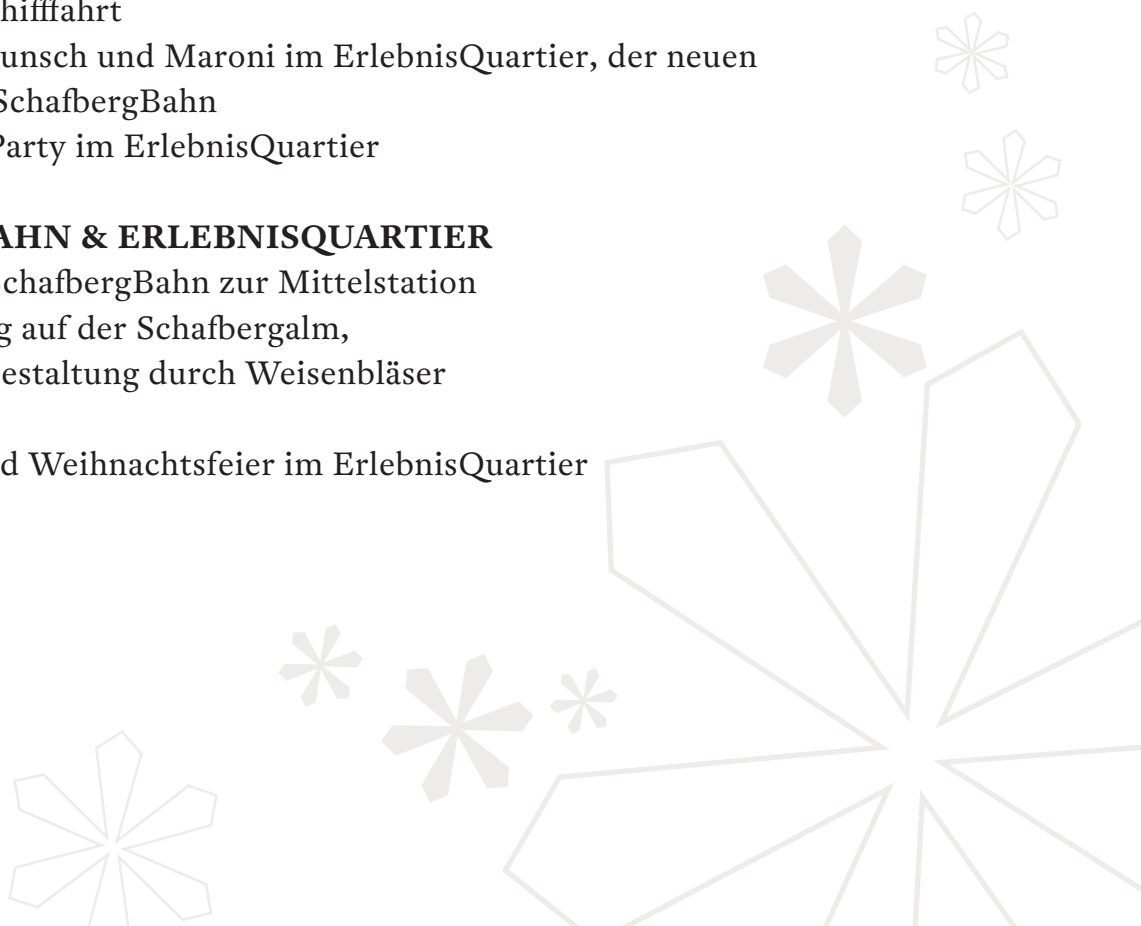 hifffahrt
unsch und Maroni im ErlebnisQuartier, der neuen
SchafbergBahn
Party im ErlebnisQuartier
AHN & ERLEBNISQUARTIER
SchafbergBahn zur Mittelstation
g auf der Schafbergalm,
estaltung durch Weisenbläser
d Weihnachtsfeier im ErlebnisQuartier